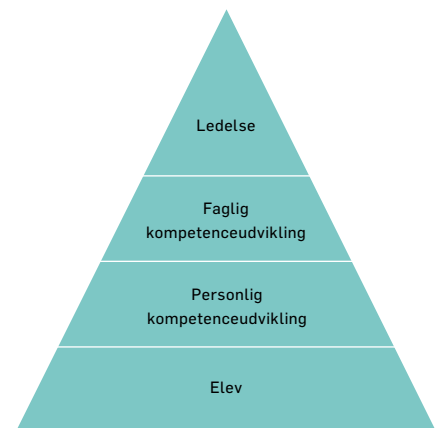 Ledelse
Faglig
kompetenceudvikling
Personlig
kompetenceudvikling
Elev